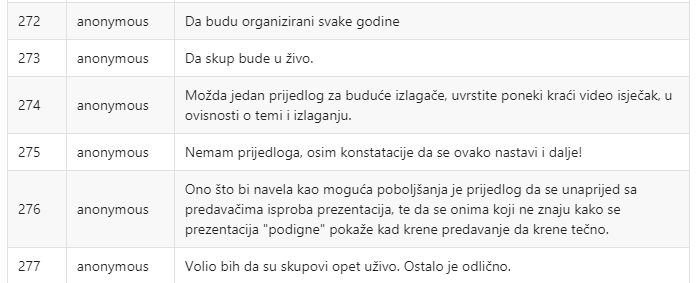 272 anonymous Da budu organizirani svake godine
273 anonymous Da skup bude u živo.
274 anonymous Možda jedan prijedlog za buduće izlagače, uvrstite poneki kraći video isječak, u
ovisnosti o temi i izlaganju.
275 anonymous Nemam prijedloga, osim konstatacije da se ovako nastavi i dalje!
276 anonymous Ono što bi navela kao moguća poboljšanja je prijedlog da se unaprijed sa
predavačima isproba prezentacija, te da se onima koji ne znaju kako se
prezentacija "podigne" pokaže kad krene predavanje da krene tečno.
277 anonymous Volio bih da su skupovi opet uživo. Ostalo je odlično.